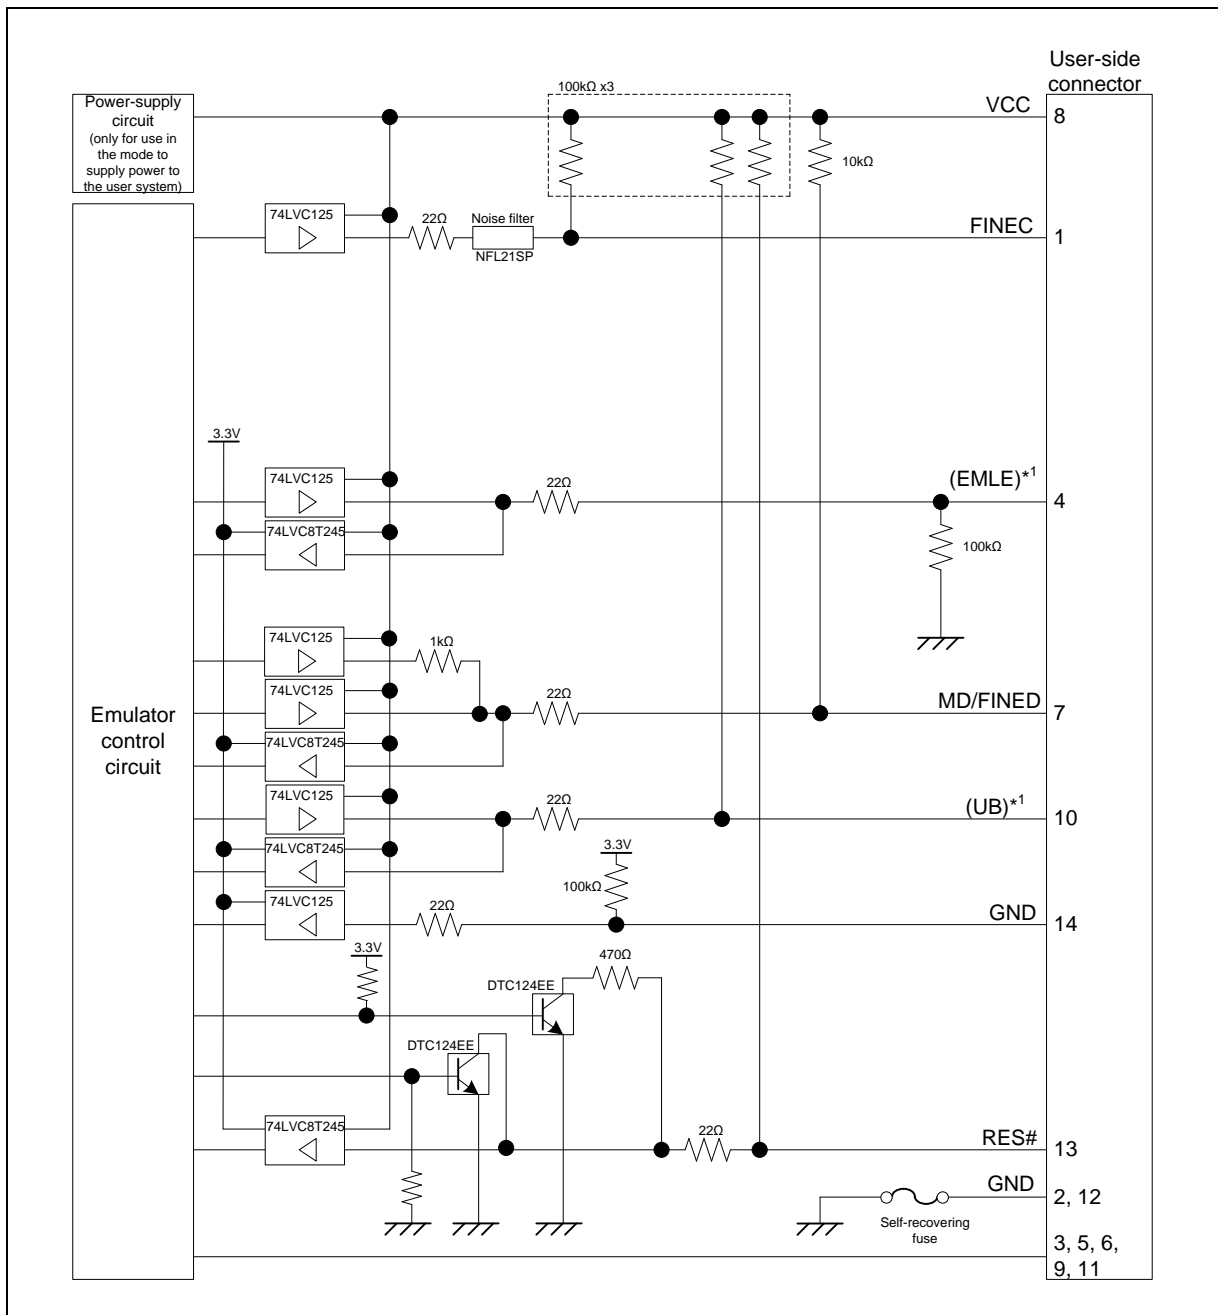 User-side
connector
100kΩ x3
Power-supply
circuit
(only for use in
the mode to
supply power to
the user system)
VCC
8
10kΩ
74LVC125
22Ω
Noise filter
NFL21SP
FINEC
1
3.3V
74LVC125
22Ω
(EMLE)*1
4
74LVC8T245
100kΩ
74LVC125
1kΩ
74LVC125
22Ω
MD/FINED
7
Emulator
control
circuit
74LVC8T245
74LVC125
22Ω
(UB)*1
10
74LVC8T245
3.3V
100kΩ
74LVC125
22Ω
GND
14
3.3V
470Ω
DTC124EE
DTC124EE
74LVC8T245
22Ω
RES#
13
GND
2, 12
Self-recovering
fuse
3, 5, 6,
9, 11